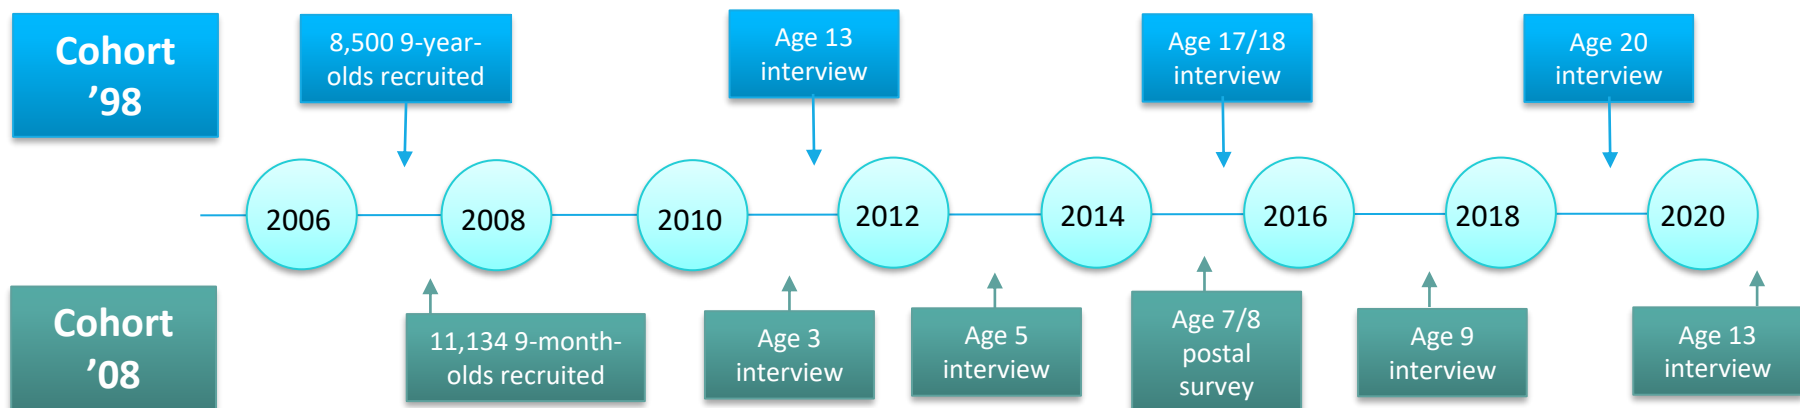 Cohort
’98
8,500 9-year-
olds recruited
Age 13
interview
Age 17/18
interview
Age 20
interview
2006
2008
2010
2012
2014
2016
2018
2020
Cohort
’08
11,134 9-month-
olds recruited
Age 3
interview
Age 5
interview
Age 7/8
postal
survey
Age 9
interview
Age 13
interview